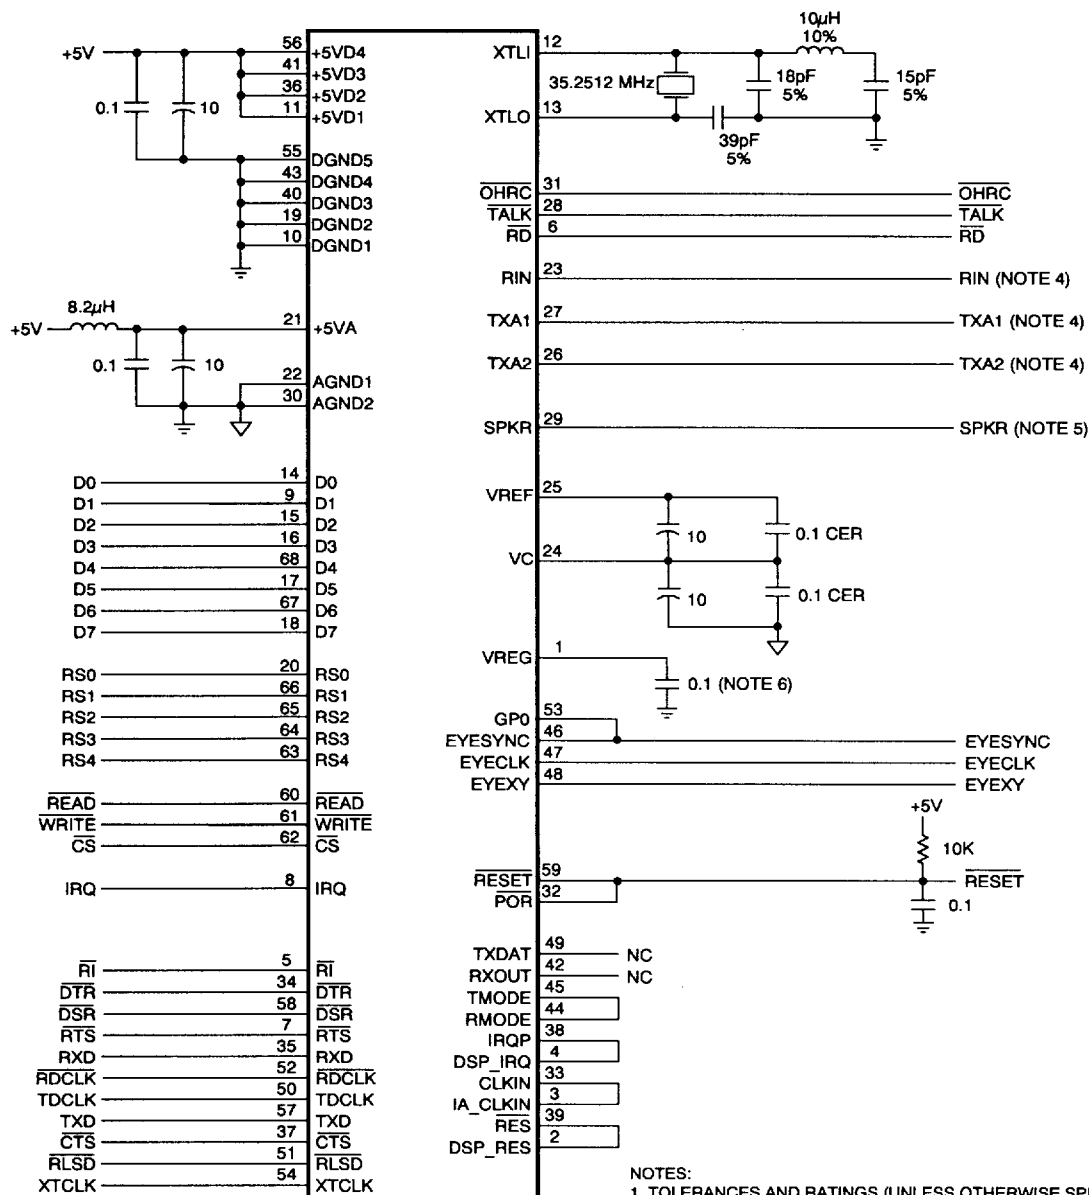 +5V 56 +5VD4
41 +5VD3
36 +5VD2
11 +5VD1
0.1 10
55 DGND5
43 DGND4
40 DGND3
19 DGND2
10 DGND1
8.2µH
+5V 21 +5VA
0.1 10
22 AGND1
30 AGND2
D0 14 D0
D1 9 D1
D2 15 D2
D3 16 D3
D4 68 D4
D5 17 D5
D6 67 D6
D7 18 D7
RS0 20 RS0
RS1 66 RS1
RS2 65 RS2
RS3 64 RS3
RS4 63 RS4
READ 60 READ
WRITE 61 WRITE
CS 62 CS
IRQ 8 IRQ
RI 5 RI
DTR 34 DTR
DSR 58 DSR
RTS 7 RTS
RXD 35 RXD
RDCLK 52 RDCLK
TDCLK 50 TDCLK
TXD 57 TXD
CTS 37 CTS
RLSD 51 RLSD
XTCLK 54 XTCLK
10µH
10%
XTLI 12
35.2512 MHz
18pF
5%
15pF
5%
XTLO 13
39pF
5%
OHRC 31 OHRC
TALK 28 TALK
RD 6 RD
RIN 23 RIN (NOTE 4)
TXA1 27 TXA1 (NOTE 4)
TXA2 26 TXA2 (NOTE 4)
SPKR 29 SPKR (NOTE 5)
VREF 25
10 0.1 CER
VC 24
10 0.1 CER
VREG 1
0.1 (NOTE 6)
GP0 53
EYESYNC 46 EYESYNC
EYECLK 47 EYECLK
EYEXY 48 EYEXY
+5V
10K
RESET 59 RESET
POR 32
0.1
TXDAT 49 NC
RXOUT 42 NC
TMODE 45
RMODE 44
IRQP 38
DSP_IRQ 4
CLKIN 33
IA_CLKIN 3
RES 39
DSP_RES 2
NOTES:
1. TOLERANCES AND RATINGS (UNLESS OTHERWISE